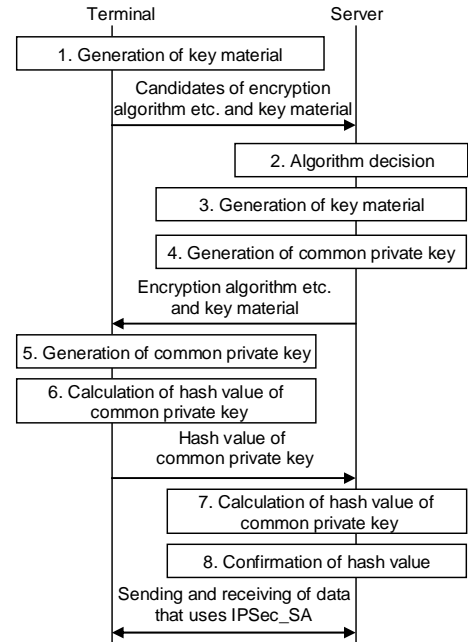 Terminal
Server
1. Generation of key material
Candidates of encryption
algorithm etc. and key material
2. Algorithm decision
3. Generation of key material
4. Generation of common private key
Encryption algorithm etc.
and key material
5. Generation of common private key
6. Calculation of hash value of
common private key
Hash value of
common private key
7. Calculation of hash value of
common private key
8. Confirmation of hash value
Sending and receiving of data
that uses IPSec_SA